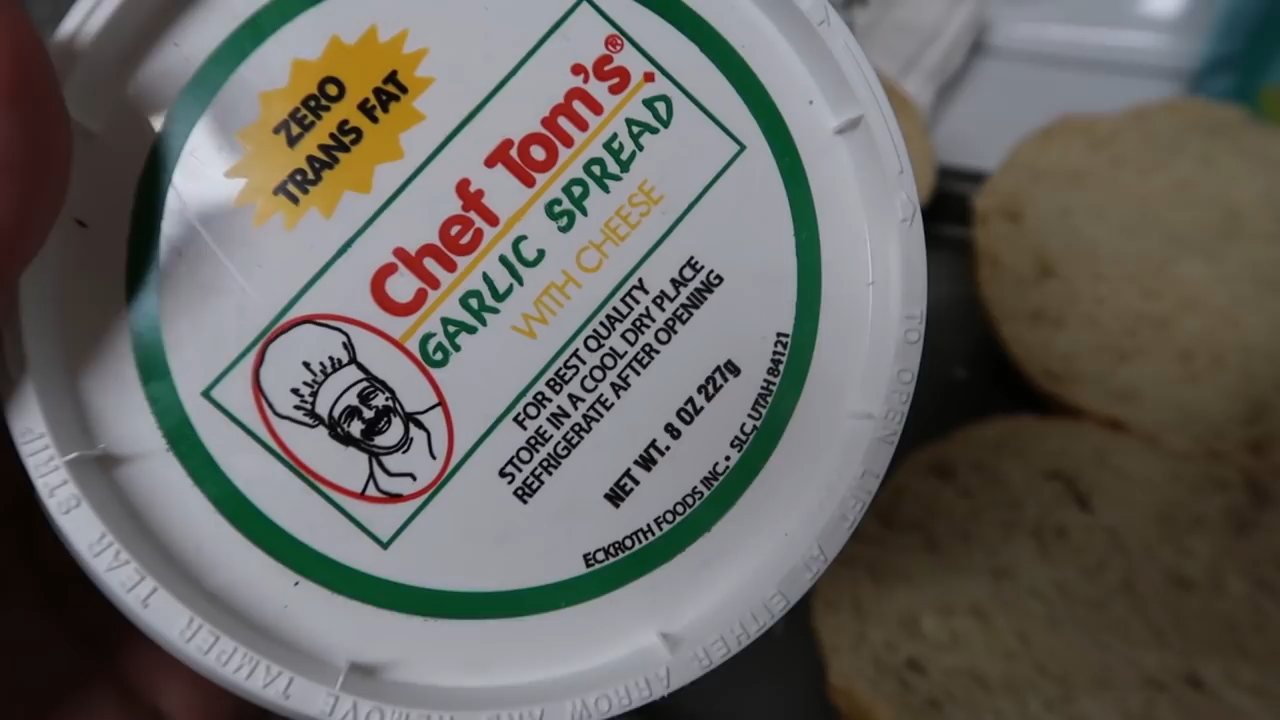 ZERO
TRANS FAT
Chef Tom's®
GARLIC SPREAD
WITH CHEESE
FOR BEST QUALITY
STORE IN A COOL DRY PLACE
REFRIGERATE AFTER OPENING
NET WT. 8 OZ 227g
ECKROTH FOODS INC. • SLC, UTAH 84121
TO OPEN LIFT AT EITHER ARROW AND REMOVE TAMPER TEAR STRIP